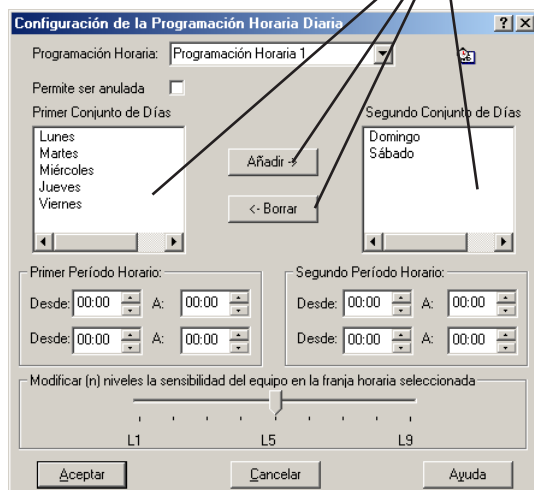 Configuración de la Programación Horaria Diaria
Programación Horaria: Programación Horaria 1
Permite ser anulada
Primer Conjunto de Días
Segundo Conjunto de Días
Lunes
Martes
Miércoles
Jueves
Viernes
Añadir ->
<- Borrar
Domingo
Sábado
Primer Período Horario:
Desde: 00:00 A: 00:00
Desde: 00:00 A: 00:00
Segundo Período Horario:
Desde: 00:00 A: 00:00
Desde: 00:00 A: 00:00
Modificar (n) niveles la sensibilidad del equipo en la franja horaria seleccionada
L1 L5 L9
Aceptar Cancelar Ayuda